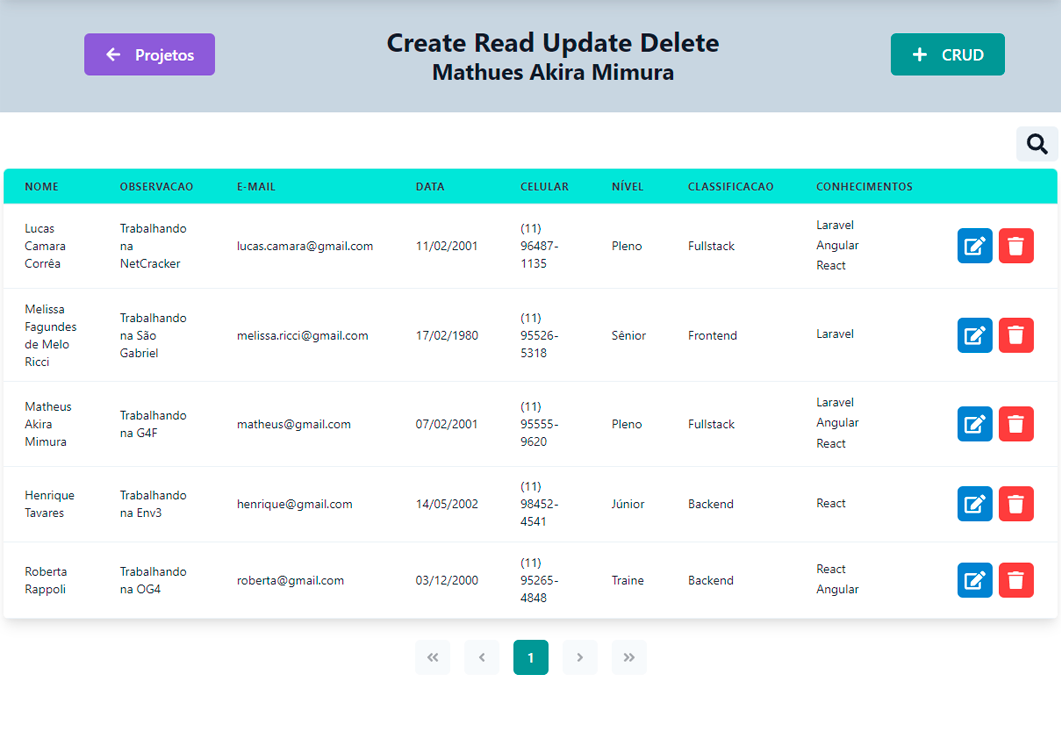 Projetos
Create Read Update Delete
Mathues Akira Mimura
CRUD
NOME OBSERVACAO E-MAIL DATA CELULAR NÍVEL CLASSIFICACAO CONHECIMENTOS
Lucas
Camara
Corrêa
Trabalhando
na
NetCracker
lucas.camara@gmail.com
11/02/2001
(11)
96487-
1135
Pleno
Fullstack
Laravel
Angular
React
Melissa
Fagundes
de Melo
Ricci
Trabalhando
na São
Gabriel
melissa.ricci@gmail.com
17/02/1980
(11)
95526-
5318
Sênior
Frontend
Laravel
Matheus
Akira
Mimura
Trabalhando
na G4F
matheus@gmail.com
07/02/2001
(11)
95555-
9620
Pleno
Fullstack
Laravel
Angular
React
Henrique
Tavares
Trabalhando
na Env3
henrique@gmail.com
14/05/2002
(11)
98452-
4541
Júnior
Backend
React
Roberta
Rappoli
Trabalhando
na OG4
roberta@gmail.com
03/12/2000
(11)
95265-
4848
Traine
Backend
React
Angular
1